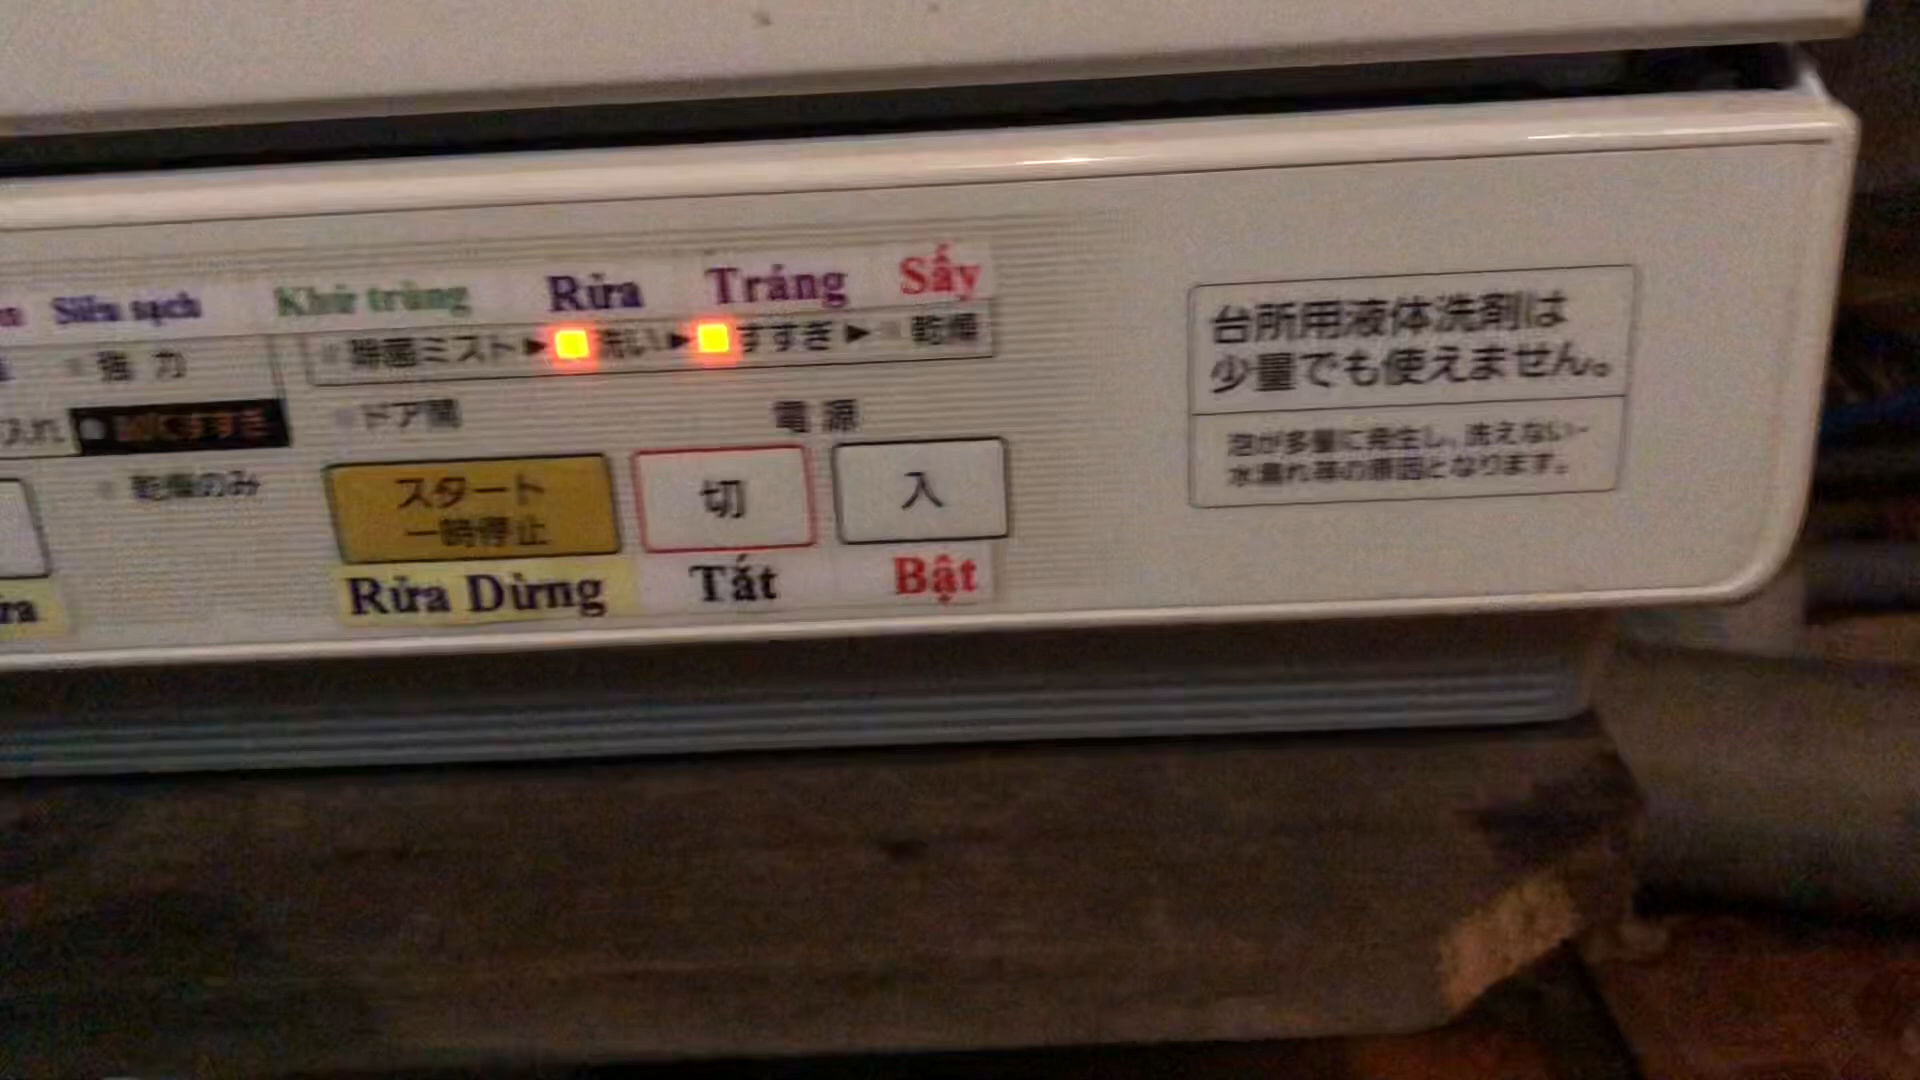 Siêu sạch Khử trùng Rửa Tráng Sấy
強力 除菌ミスト ▶ 洗い ▶ すすぎ ▶ 乾燥
入れ
ドア開 電源
乾燥のみ
スタート
一時停止
切 入
Rửa Dừng Tắt Bật
台所用液体洗剤は
少量でも使えません。
泡が多量に発生し、洗えない・
水漏れ等の原因となります。